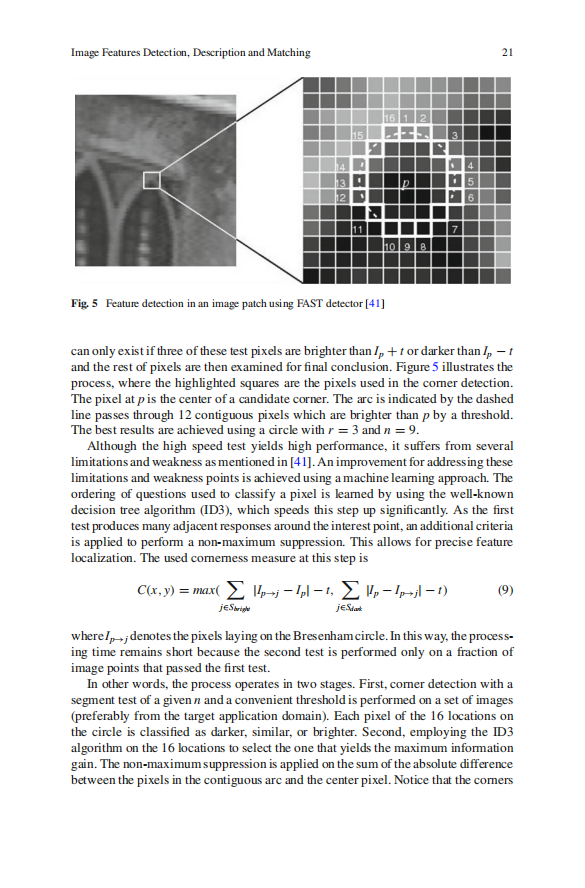 Image Features Detection, Description and Matching 21
16 1 2
15 3
14 4
13 p 5
12 6
11 7
10 9 8
Fig. 5 Feature detection in an image patch using FAST detector [41]
can only exist if three of these test pixels are brighter than I_p + t or darker than I_p − t
and the rest of pixels are then examined for final conclusion. Figure 5 illustrates the
process, where the highlighted squares are the pixels used in the corner detection.
The pixel at p is the center of a candidate corner. The arc is indicated by the dashed
line passes through 12 contiguous pixels which are brighter than p by a threshold.
The best results are achieved using a circle with r = 3 and n = 9.
Although the high speed test yields high performance, it suffers from several
limitations and weakness as mentioned in [41]. An improvement for addressing these
limitations and weakness points is achieved using a machine learning approach. The
ordering of questions used to classify a pixel is learned by using the well-known
decision tree algorithm (ID3), which speeds this step up significantly. As the first
test produces many adjacent responses around the interest point, an additional criteria
is applied to perform a non-maximum suppression. This allows for precise feature
localization. The used cornerness measure at this step is
C(x, y) = max( ∑_{j∈S_bright} |I_{p→j} − I_p| − t, ∑_{j∈S_dark} |I_p − I_{p→j}| − t) (9)
where I_{p→j} denotes the pixels laying on the Bresenham circle. In this way, the process-
ing time remains short because the second test is performed only on a fraction of
image points that passed the first test.
In other words, the process operates in two stages. First, corner detection with a
segment test of a given n and a convenient threshold is performed on a set of images
(preferably from the target application domain). Each pixel of the 16 locations on
the circle is classified as darker, similar, or brighter. Second, employing the ID3
algorithm on the 16 locations to select the one that yields the maximum information
gain. The non-maximum suppression is applied on the sum of the absolute difference
between the pixels in the contiguous arc and the center pixel. Notice that the corners